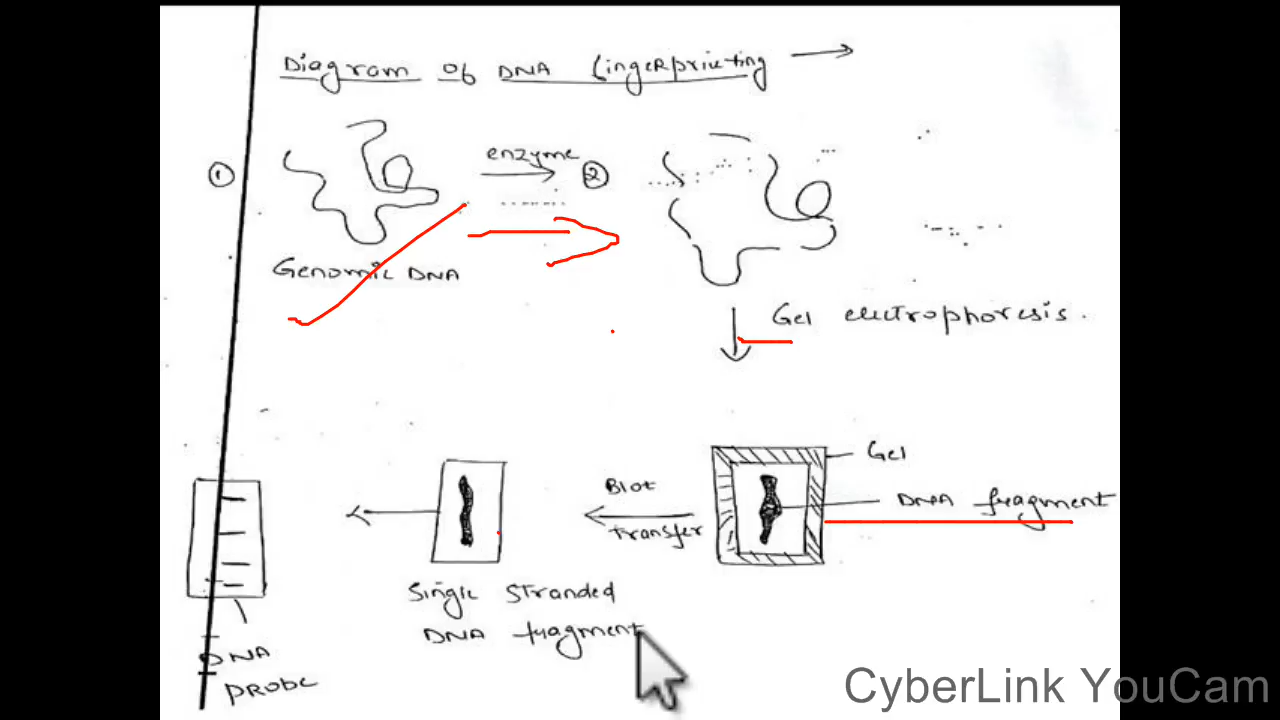 Diagram of DNA fingerprinting
① enzyme ②
Genomic DNA
Gel electrophoresis.
Gel
Blot
transfer
DNA fragment
Single stranded
DNA fragment
DNA
PROBE
CyberLink YouCam